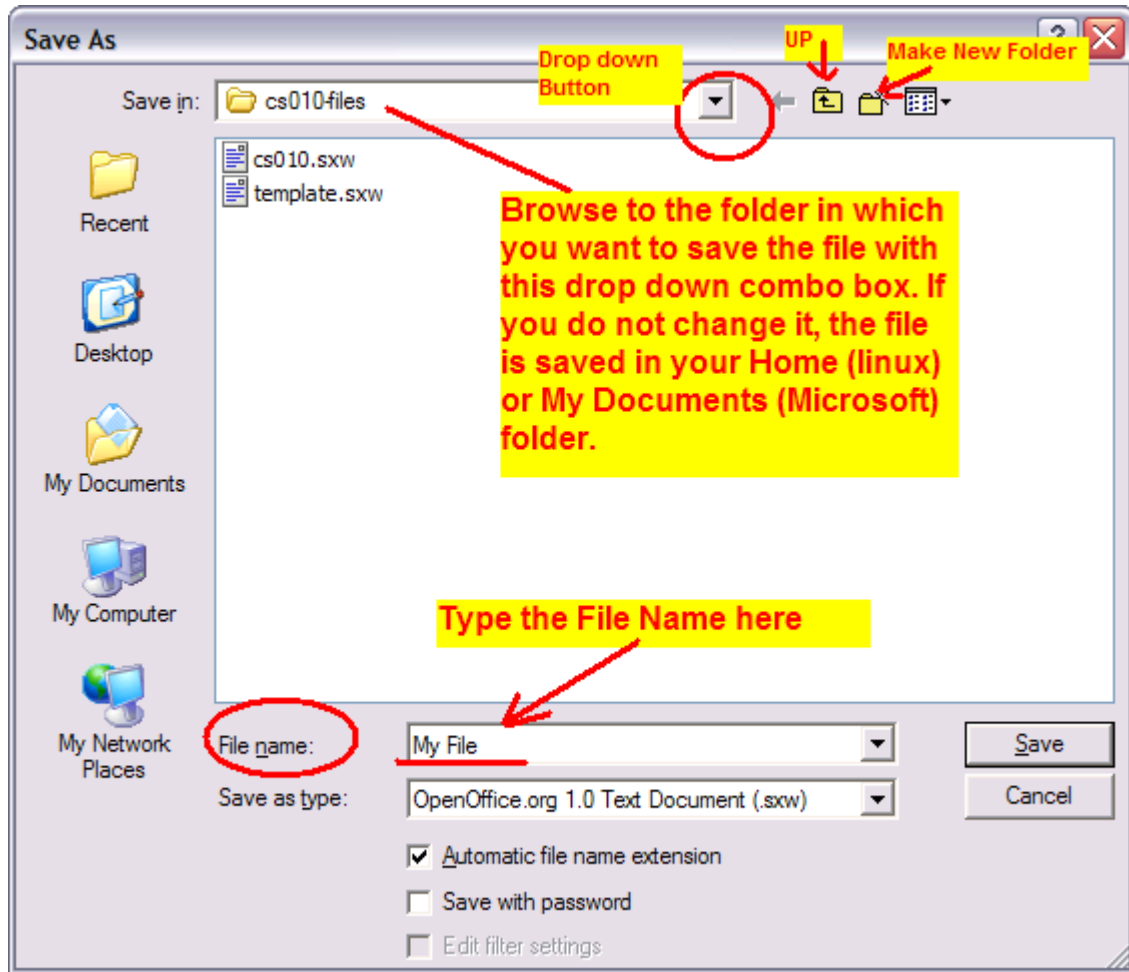 Save As
UP
Make New Folder
Drop down
Button
Save in:
cs010-files
cs010.sxw
template.sxw
Recent
Desktop
My Documents
My Computer
My Network
Places
Browse to the folder in which
you want to save the file with
this drop down combo box. If
you do not change it, the file
is saved in your Home (linux)
or My Documents (Microsoft)
folder.
Type the File Name here
File name:
My File
Save
Save as type:
OpenOffice.org 1.0 Text Document (.sxw)
Cancel
Automatic file name extension
Save with password
Edit filter settings